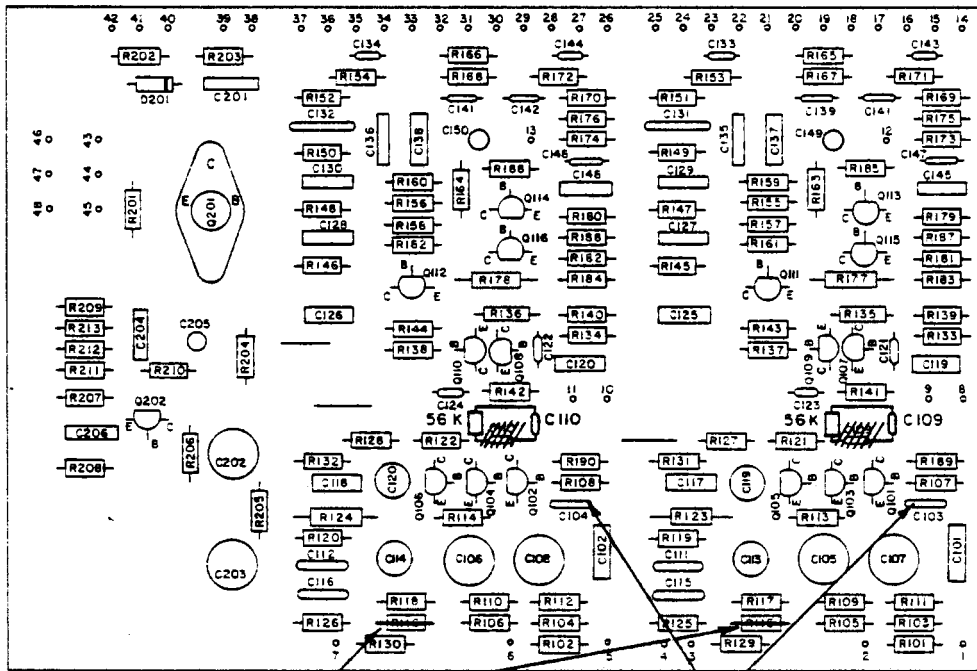 42 41 40 39 38 37 36 35 34 33 32 31 30 29 28 27 26 25 24 23 22 21 20 19 18 17 16 15 14
R202 R203 C134 R166 C144 C133 R165 C143
R154 R168 R172 R153 R167 R171
D201 C201 R152 C141 C142 R170 R151 C139 C141 R169
C132 R176 C131 R175
46 43 C136 C138 C150 13 R174 C135 C137 C149 12 R173
R150 C148 R149 C147
47 44 C C130 R164 R188 C146 C129 R163 R185 C145
R160 B R159 B
E Q201 B R156 Q114 R155 Q113
48 45 R201 R148 C E R180 R147 C E R179
C128 R158 B R186 C127 R157 B R187
R162 Q116 R182 R161 Q115 R181
R146 B Q112 C E R145 B Q111 C E
C E R178 R184 C E R177 R183
R209 C126 R136 R140 C125 R135 R139
R213 C204 C205 R144 E C R134 R143 E C R133
R212 R204 R138 B B C122 R137 B B C121
R211 R210 C E C120 C E C119
Q110 Q108 Q109 Q107
R207 Q202 C124 R142 11 10 C123 R141 9 8
E C 56 K C110 56 K C109
C206 B R206 R128 R122 R127 R121
R208 C202 R132 C C C R190 R131 C C C R189
C118 C120 B B B R108 C117 C119 B B B R107
E E E E E E
Q106 Q104 Q102 Q105 Q103 Q101
R205 R124 R114 C104 R123 R113 C103
R120 C102 R119 C101
C203 C112 C114 C106 C108 C111 C113 C105 C107
C116 C115
R118 R110 R112 R117 R109 R111
R126 R116 R106 R104 R125 R103 R105
7 R130 6 R102 5 4 3 R129 2 R101 1